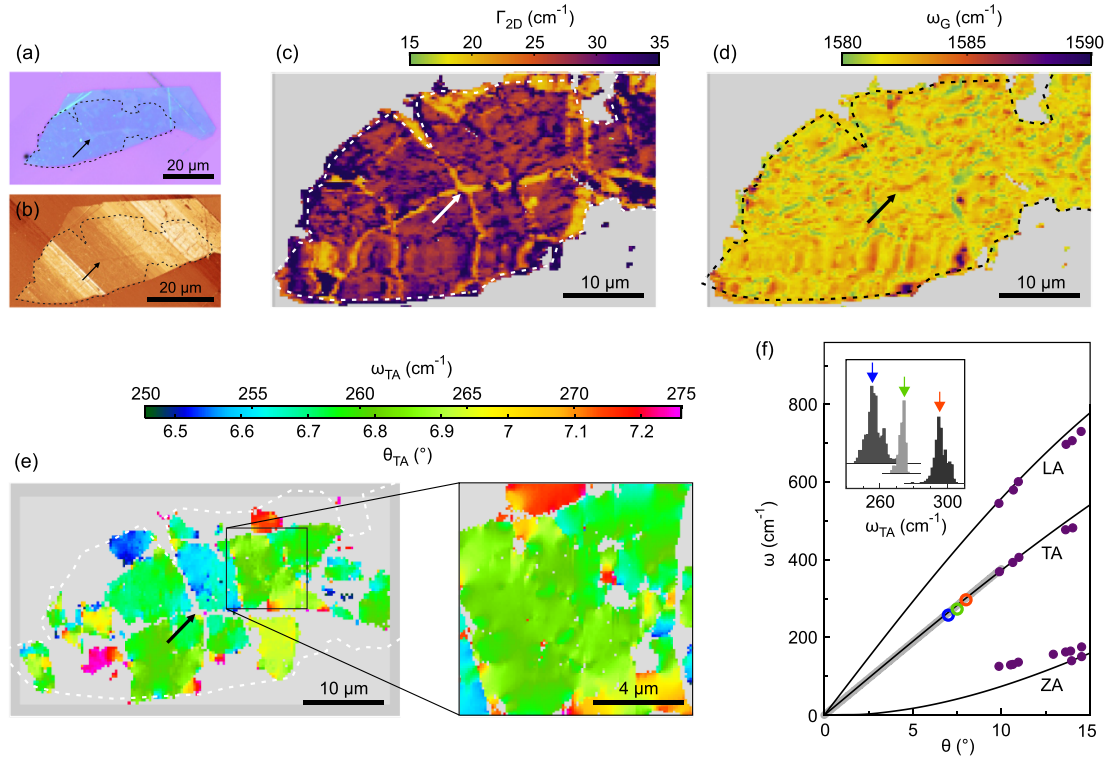 (a)
20 µm
(b)
20 µm
(c)
Γ2D (cm-1)
15 20 25 30 35
10 µm
(d)
ωG (cm-1)
1580 1585 1590
10 µm
ωTA (cm-1)
250 255 260 265 270 275
6.5 6.6 6.7 6.8 6.9 7 7.1 7.2
θTA (°)
(e)
10 µm
4 µm
(f)
ω (cm-1)
800
600
400
200
0
0 5 10 15
θ (°)
LA
TA
ZA
260 300
ωTA (cm-1)